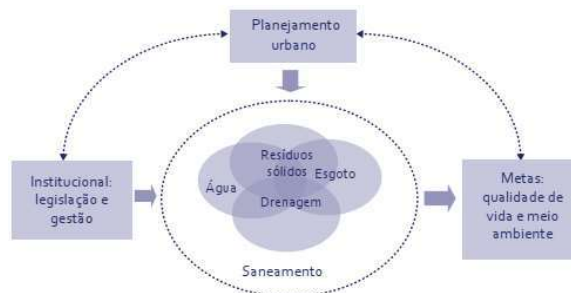 Planejamento
urbano
Institucional:
legislação e
gestão
Resíduos
sólidos
Água
Esgoto
Drenagem
Saneamento
Metas:
qualidade de
vida e meio
ambiente